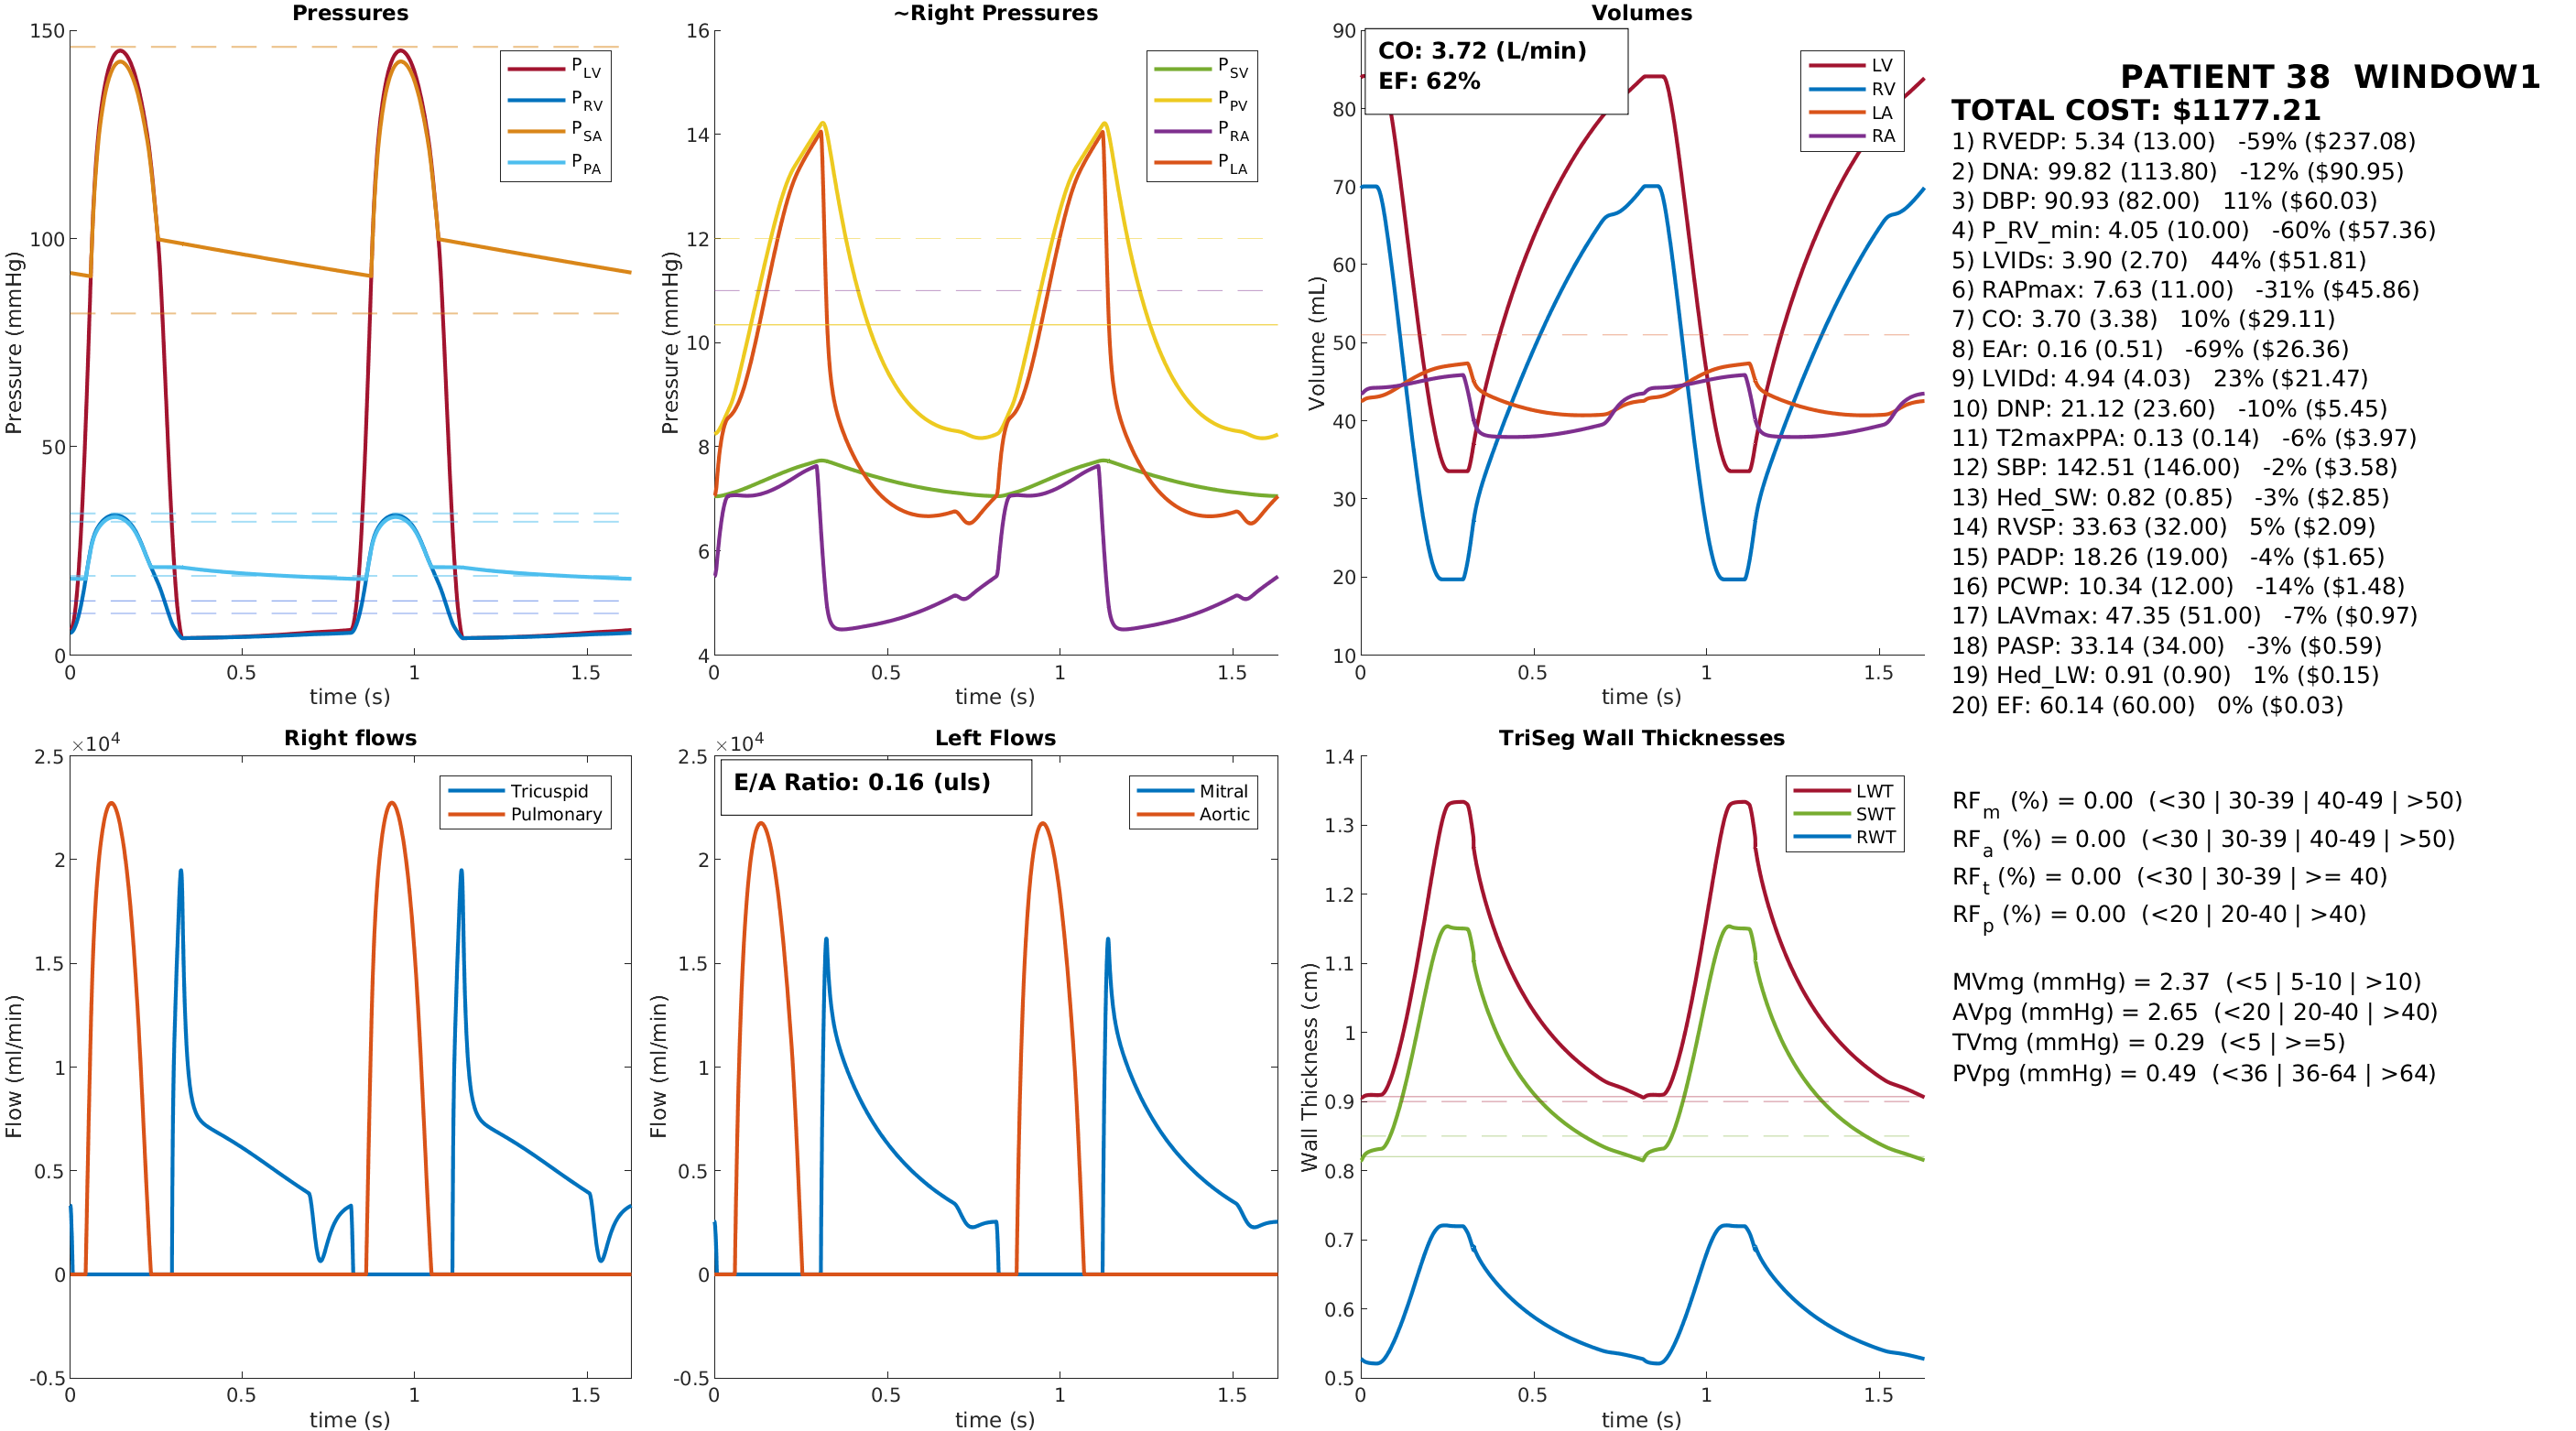 Pressures
150
100
50
0
0
0.5
1
1.5
Pressure (mmHg)
time (s)
P_LV
P_RV
P_SA
P_PA
~Right Pressures
16
14
12
10
8
6
4
0
0.5
1
1.5
Pressure (mmHg)
time (s)
P_SV
P_PV
P_RA
P_LA
Volumes
90
80
70
60
50
40
30
20
10
0
0.5
1
1.5
Volume (mL)
time (s)
CO: 3.72 (L/min)
EF: 62%
LV
RV
LA
RA
PATIENT 38 WINDOW1
TOTAL COST: $1177.21
1) RVEDP: 5.34 (13.00) -59% ($237.08)
2) DNA: 99.82 (113.80) -12% ($90.95)
3) DBP: 90.93 (82.00) 11% ($60.03)
4) P_RV_min: 4.05 (10.00) -60% ($57.36)
5) LVIDs: 3.90 (2.70) 44% ($51.81)
6) RAPmax: 7.63 (11.00) -31% ($45.86)
7) CO: 3.70 (3.38) 10% ($29.11)
8) EAr: 0.16 (0.51) -69% ($26.36)
9) LVIDd: 4.94 (4.03) 23% ($21.47)
10) DNP: 21.12 (23.60) -10% ($5.45)
11) T2maxPPA: 0.13 (0.14) -6% ($3.97)
12) SBP: 142.51 (146.00) -2% ($3.58)
13) Hed_SW: 0.82 (0.85) -3% ($2.85)
14) RVSP: 33.63 (32.00) 5% ($2.09)
15) PADP: 18.26 (19.00) -4% ($1.65)
16) PCWP: 10.34 (12.00) -14% ($1.48)
17) LAVmax: 47.35 (51.00) -7% ($0.97)
18) PASP: 33.14 (34.00) -3% ($0.59)
19) Hed_LW: 0.91 (0.90) 1% ($0.15)
20) EF: 60.14 (60.00) 0% ($0.03)
Right flows
×10^4
2.5
2
1.5
1
0.5
0
-0.5
0
0.5
1
1.5
Flow (ml/min)
time (s)
Tricuspid
Pulmonary
Left Flows
×10^4
2.5
2
1.5
1
0.5
0
-0.5
0
0.5
1
1.5
Flow (ml/min)
time (s)
E/A Ratio: 0.16 (uls)
Mitral
Aortic
TriSeg Wall Thicknesses
1.4
1.3
1.2
1.1
1
0.9
0.8
0.7
0.6
0.5
0
0.5
1
1.5
Wall Thickness (cm)
time (s)
LWT
SWT
RWT
RF_m (%) = 0.00 (<30 | 30-39 | 40-49 | >50)
RF_a (%) = 0.00 (<30 | 30-39 | 40-49 | >50)
RF_t (%) = 0.00 (<30 | 30-39 | >= 40)
RF_p (%) = 0.00 (<20 | 20-40 | >40)
MVmg (mmHg) = 2.37 (<5 | 5-10 | >10)
AVpg (mmHg) = 2.65 (<20 | 20-40 | >40)
TVmg (mmHg) = 0.29 (<5 | >=5)
PVpg (mmHg) = 0.49 (<36 | 36-64 | >64)